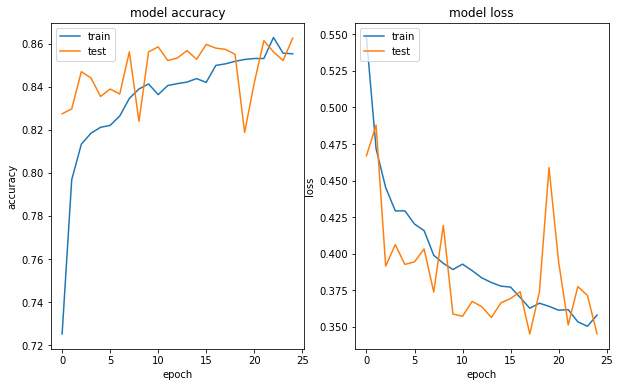 model accuracy
train
test
0.86
0.84
0.82
0.80
0.78
0.76
0.74
0.72
accuracy
0
5
10
15
20
25
epoch
model loss
train
test
0.550
0.525
0.500
0.475
0.450
0.425
0.400
0.375
0.350
loss
0
5
10
15
20
25
epoch